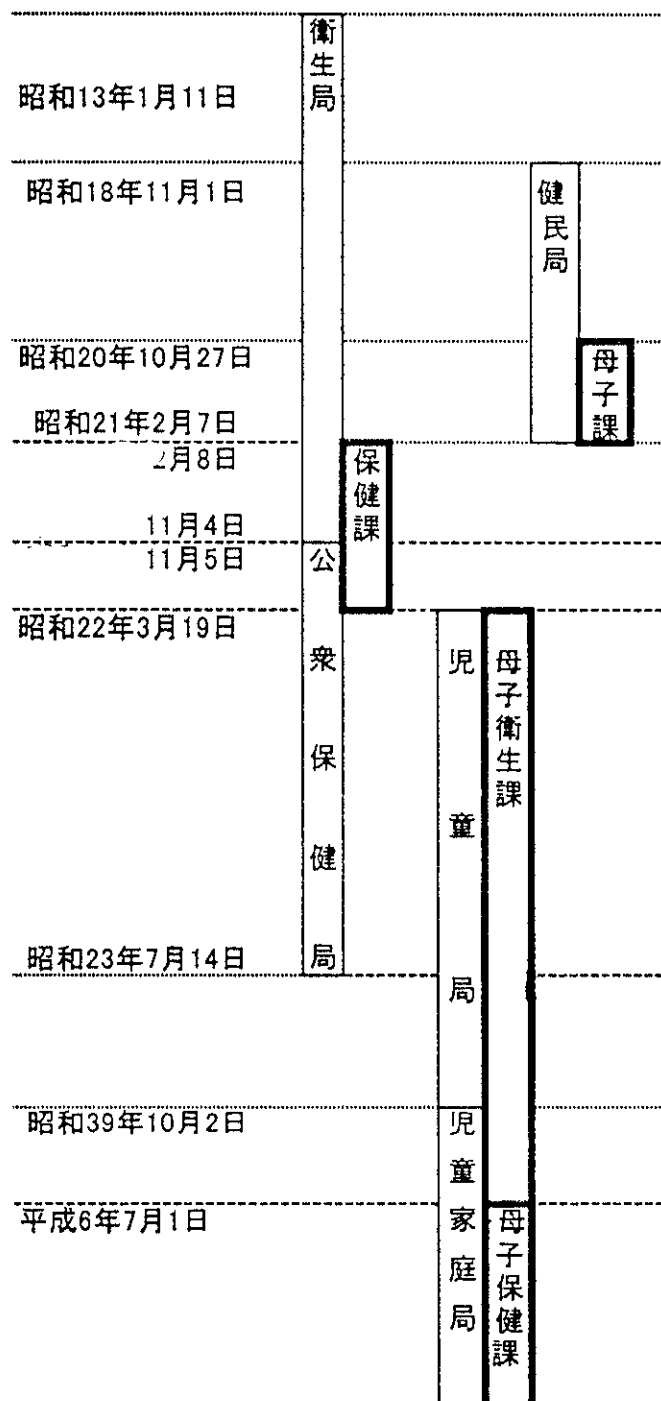 衛生局
昭和13年1月11日
昭和18年11月1日
健民局
昭和20年10月27日
母子課
昭和21年2月7日
2月8日
保健課
11月4日
11月5日
公衆保健局
昭和22年3月19日
児童局
母子衛生課
昭和23年7月14日
昭和39年10月2日
児童家庭局
平成6年7月1日
母子保健課